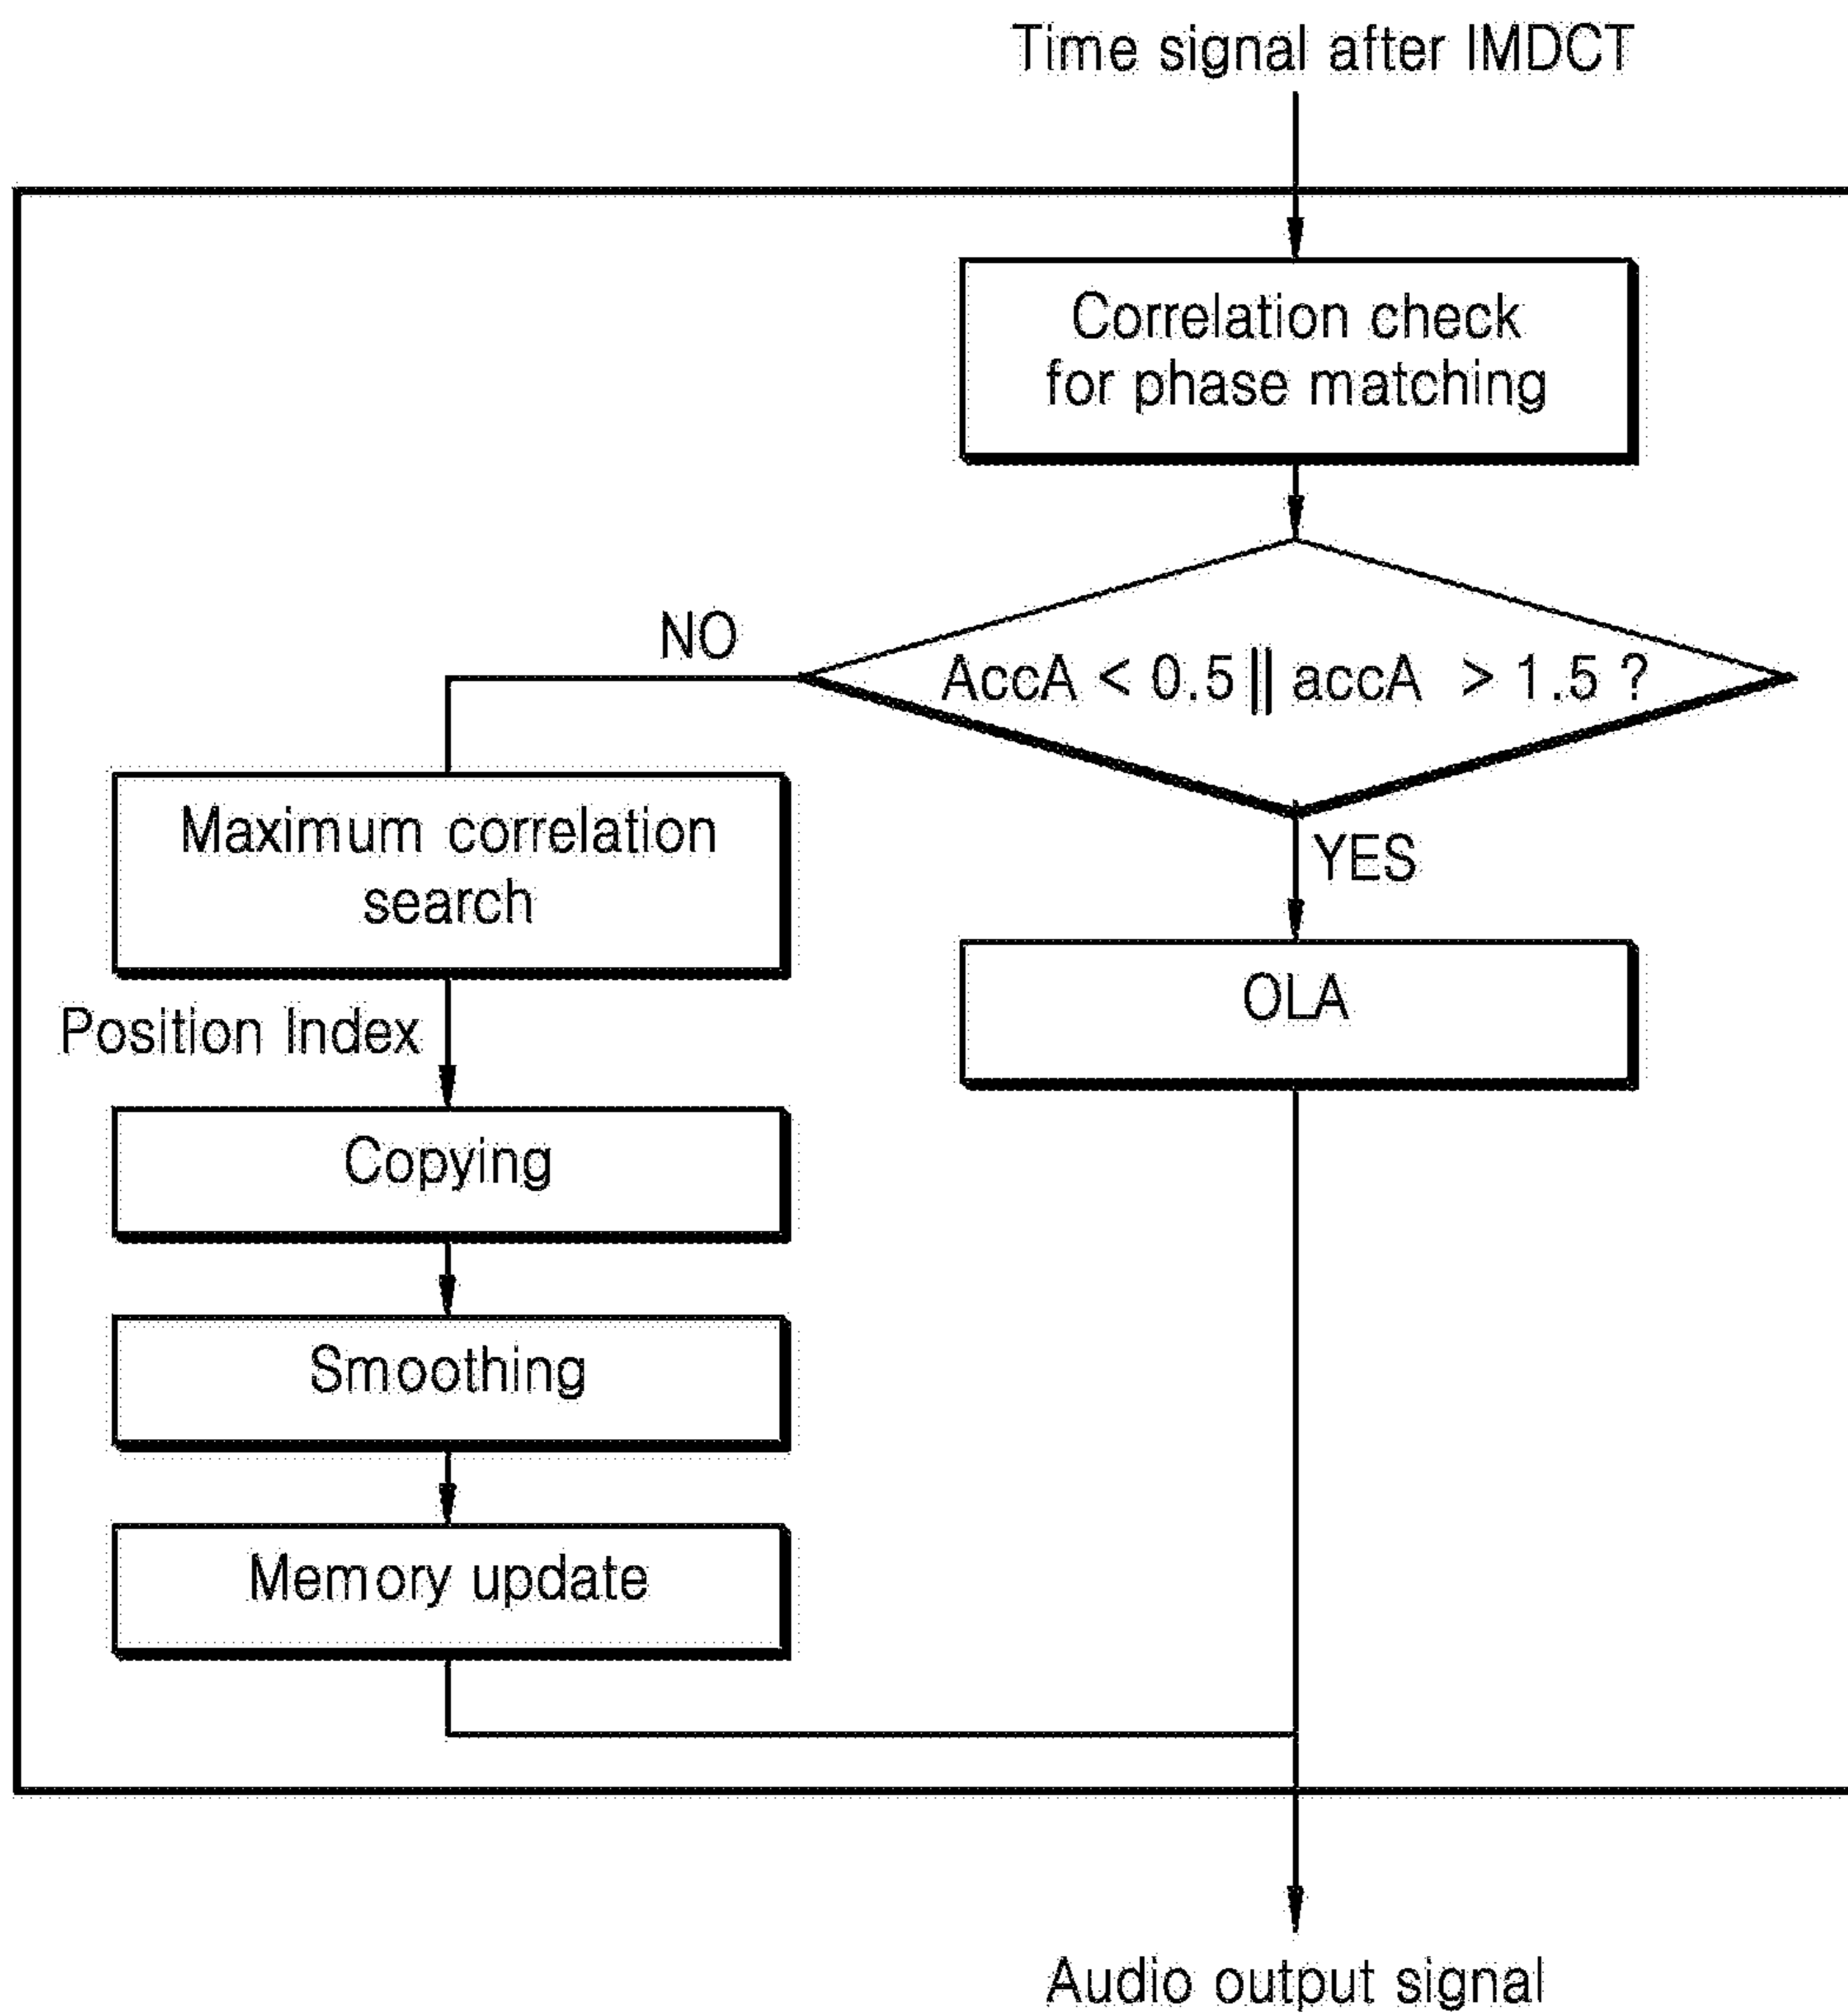 Time signal after IMDCT
Correlation check
for phase matching
NO
AccA < 0.5 || accA > 1.5 ?
YES
Maximum correlation
search
OLA
Position Index
Copying
Smoothing
Memory update
Audio output signal